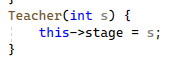 Teacher(int s) {
    this->stage = s;
}